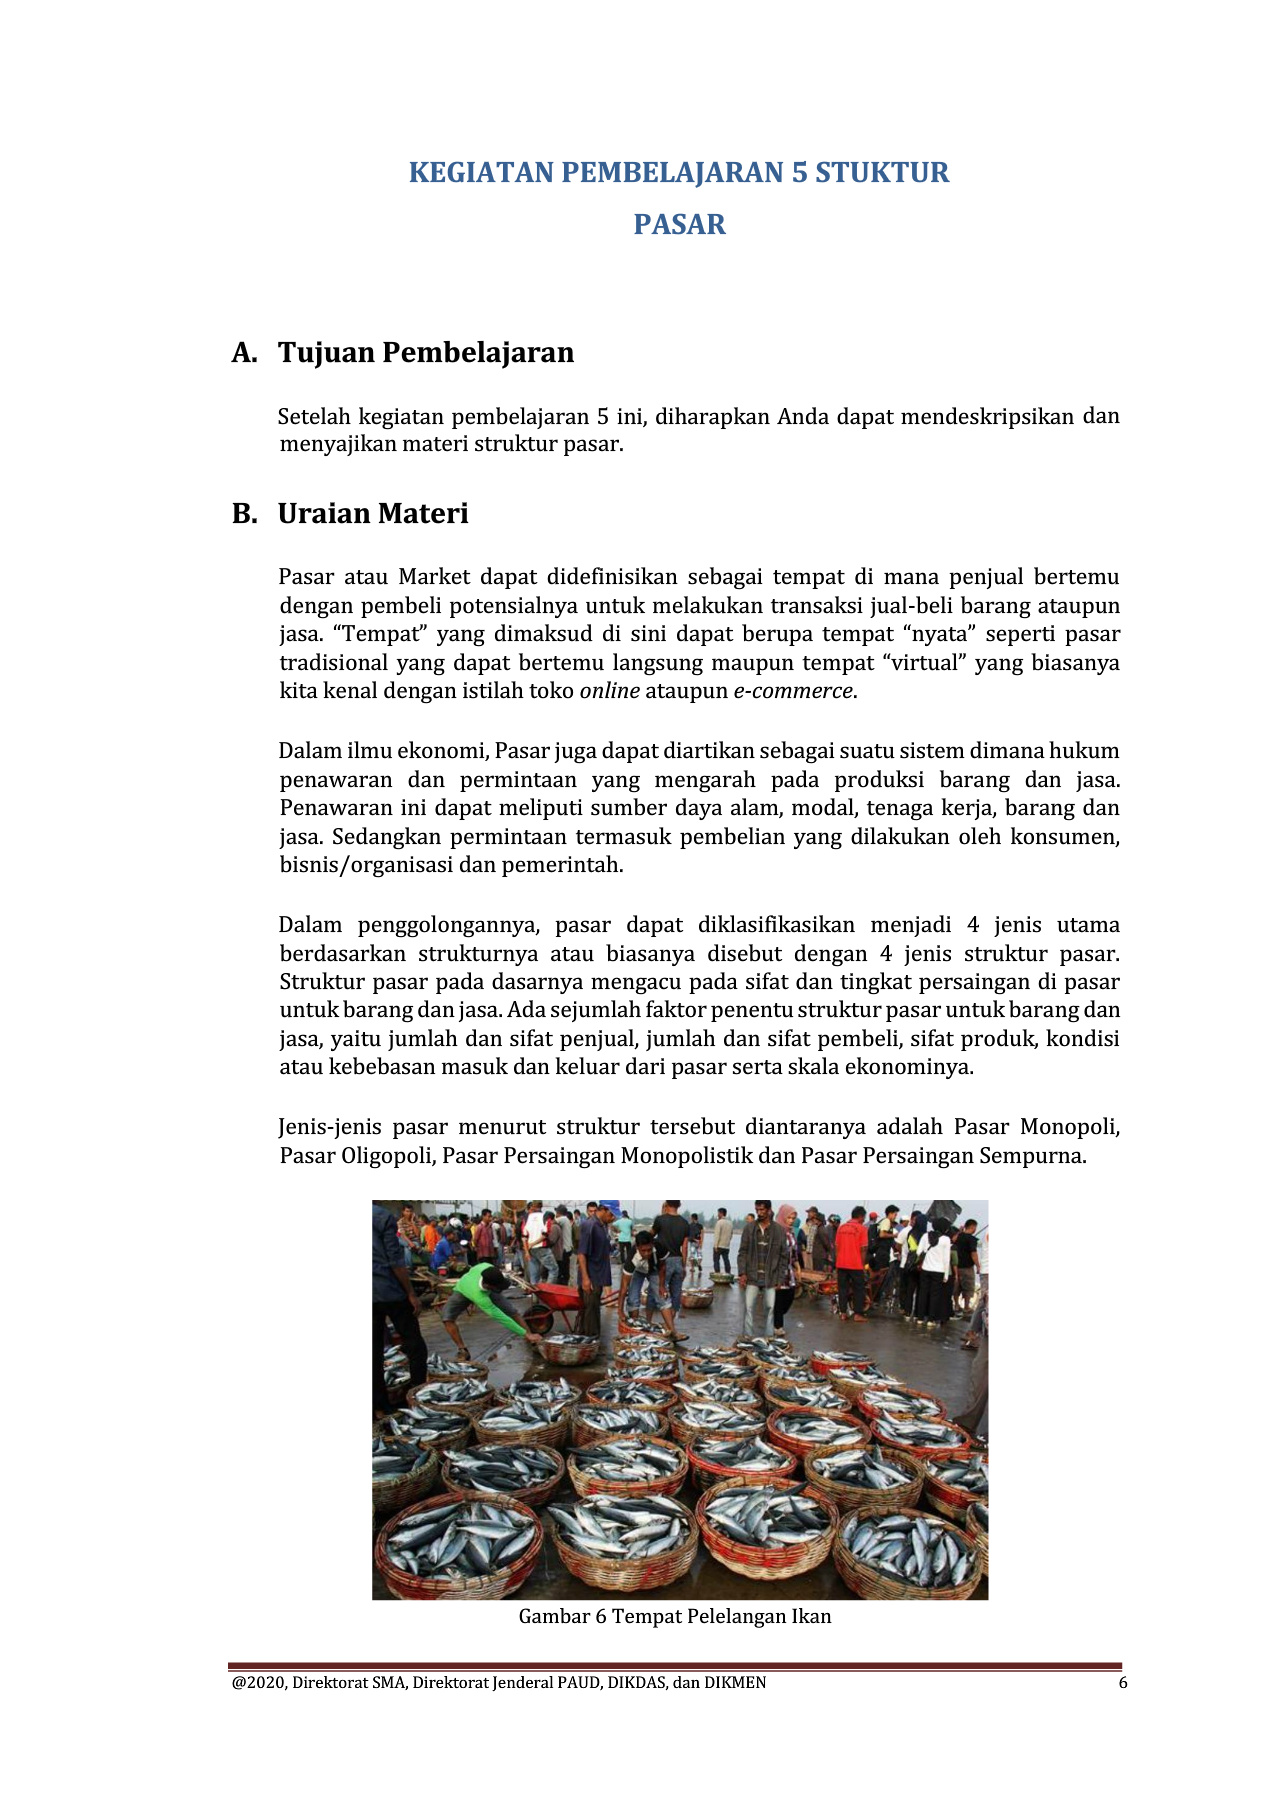 KEGIATAN PEMBELAJARAN 5 STUKTUR
PASAR
A. Tujuan Pembelajaran
Setelah kegiatan pembelajaran 5 ini, diharapkan Anda dapat mendeskripsikan dan
menyajikan materi struktur pasar.
B. Uraian Materi
Pasar atau Market dapat didefinisikan sebagai tempat di mana penjual bertemu
dengan pembeli potensialnya untuk melakukan transaksi jual-beli barang ataupun
jasa. “Tempat” yang dimaksud di sini dapat berupa tempat “nyata” seperti pasar
tradisional yang dapat bertemu langsung maupun tempat “virtual” yang biasanya
kita kenal dengan istilah toko online ataupun e-commerce.
Dalam ilmu ekonomi, Pasar juga dapat diartikan sebagai suatu sistem dimana hukum
penawaran dan permintaan yang mengarah pada produksi barang dan jasa.
Penawaran ini dapat meliputi sumber daya alam, modal, tenaga kerja, barang dan
jasa. Sedangkan permintaan termasuk pembelian yang dilakukan oleh konsumen,
bisnis/organisasi dan pemerintah.
Dalam penggolongannya, pasar dapat diklasifikasikan menjadi 4 jenis utama
berdasarkan strukturnya atau biasanya disebut dengan 4 jenis struktur pasar.
Struktur pasar pada dasarnya mengacu pada sifat dan tingkat persaingan di pasar
untuk barang dan jasa. Ada sejumlah faktor penentu struktur pasar untuk barang dan
jasa, yaitu jumlah dan sifat penjual, jumlah dan sifat pembeli, sifat produk, kondisi
atau kebebasan masuk dan keluar dari pasar serta skala ekonominya.
Jenis-jenis pasar menurut struktur tersebut diantaranya adalah Pasar Monopoli,
Pasar Oligopoli, Pasar Persaingan Monopolistik dan Pasar Persaingan Sempurna.
Gambar 6 Tempat Pelelangan Ikan
@2020, Direktorat SMA, Direktorat Jenderal PAUD, DIKDAS, dan DIKMEN 6